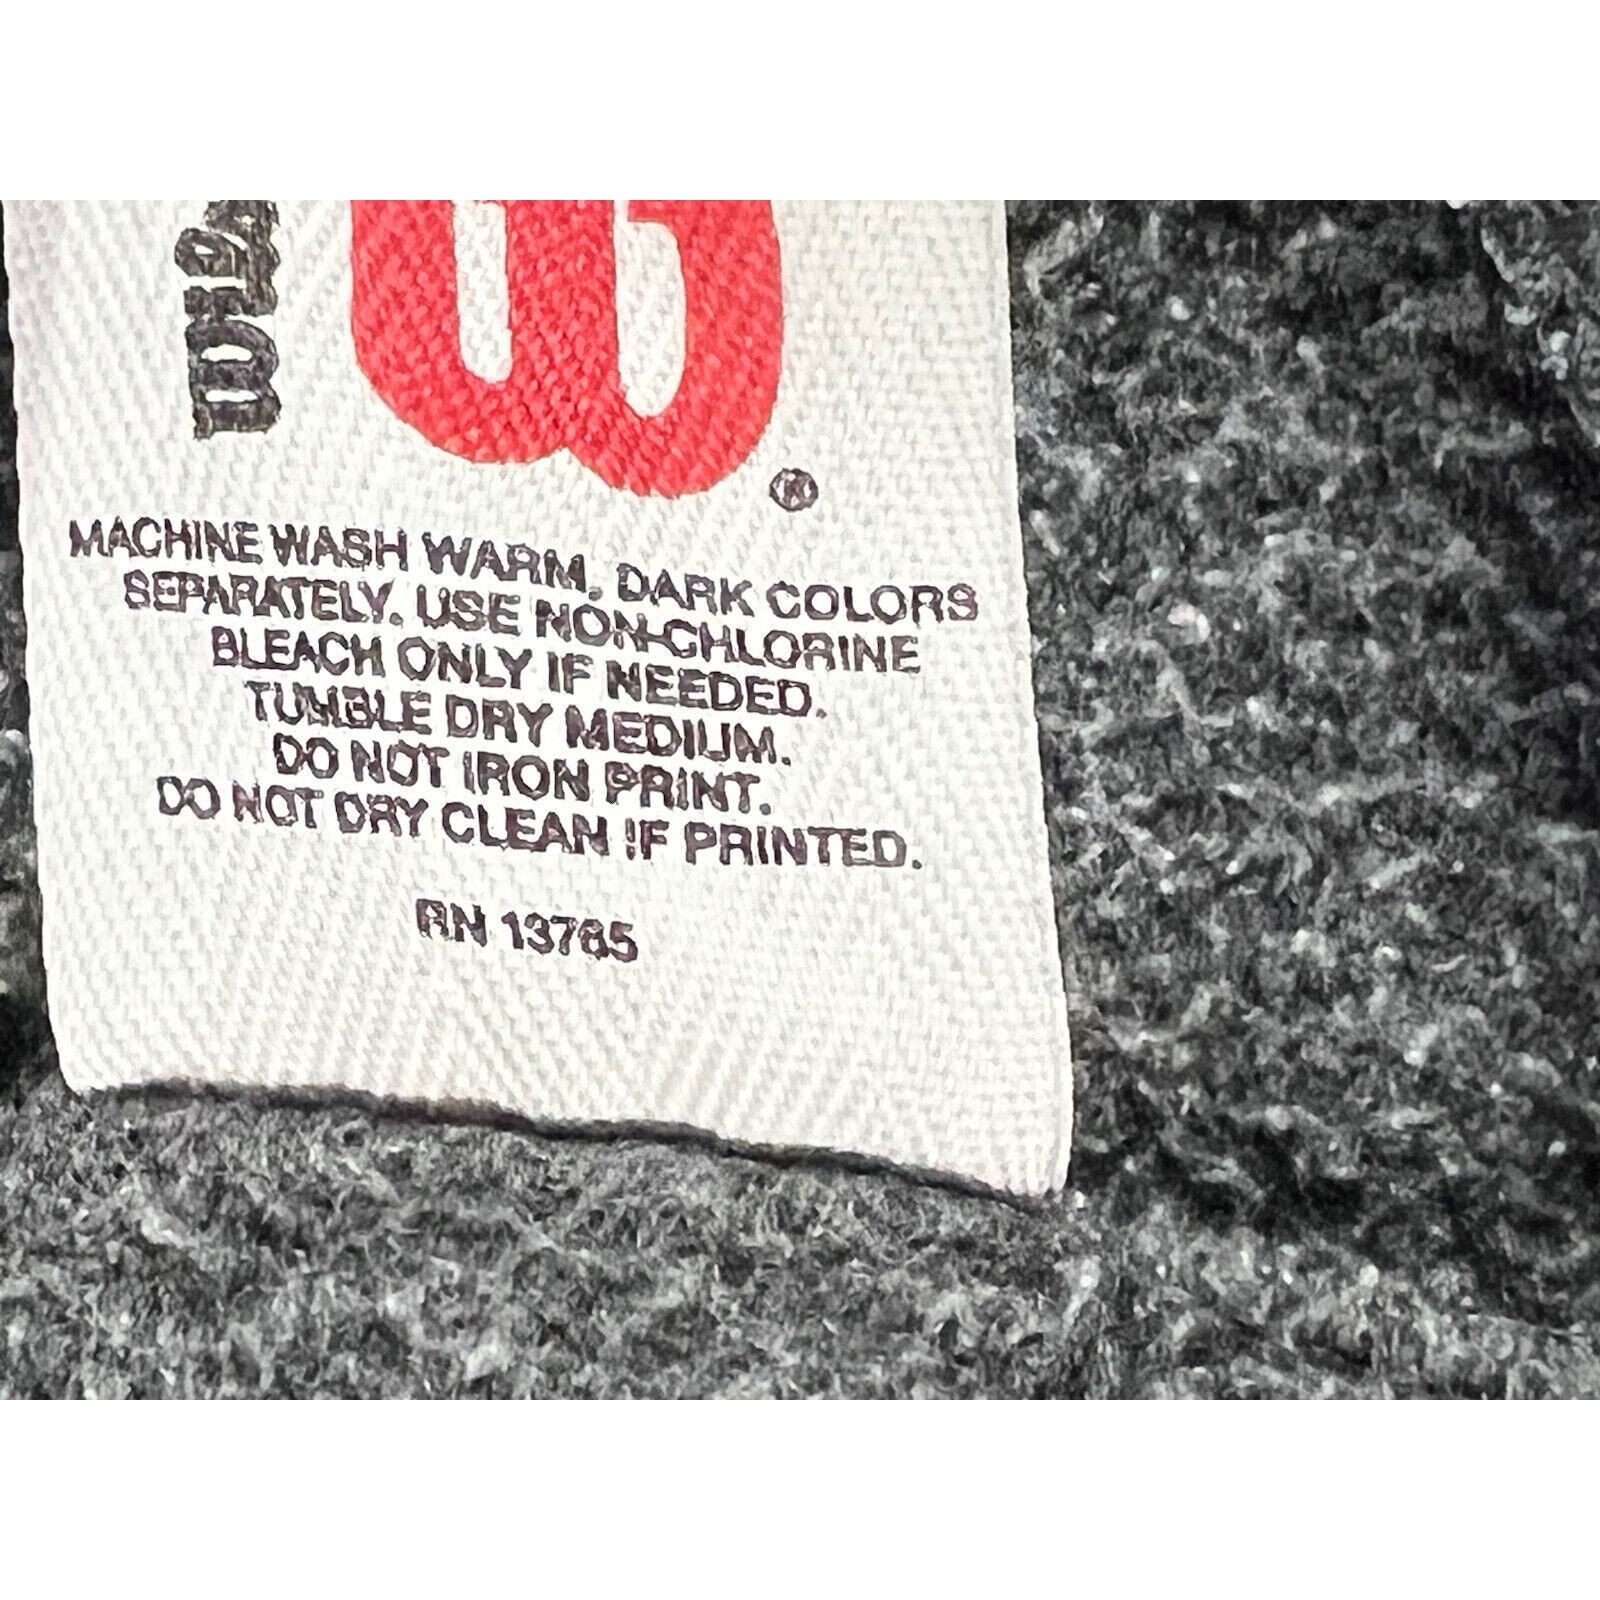 ®
MACHINE WASH WARM. DARK COLORS
SEPARATELY. USE NON-CHLORINE
BLEACH ONLY IF NEEDED.
TUMBLE DRY MEDIUM.
DO NOT IRON PRINT.
DO NOT DRY CLEAN IF PRINTED.
RN 13765